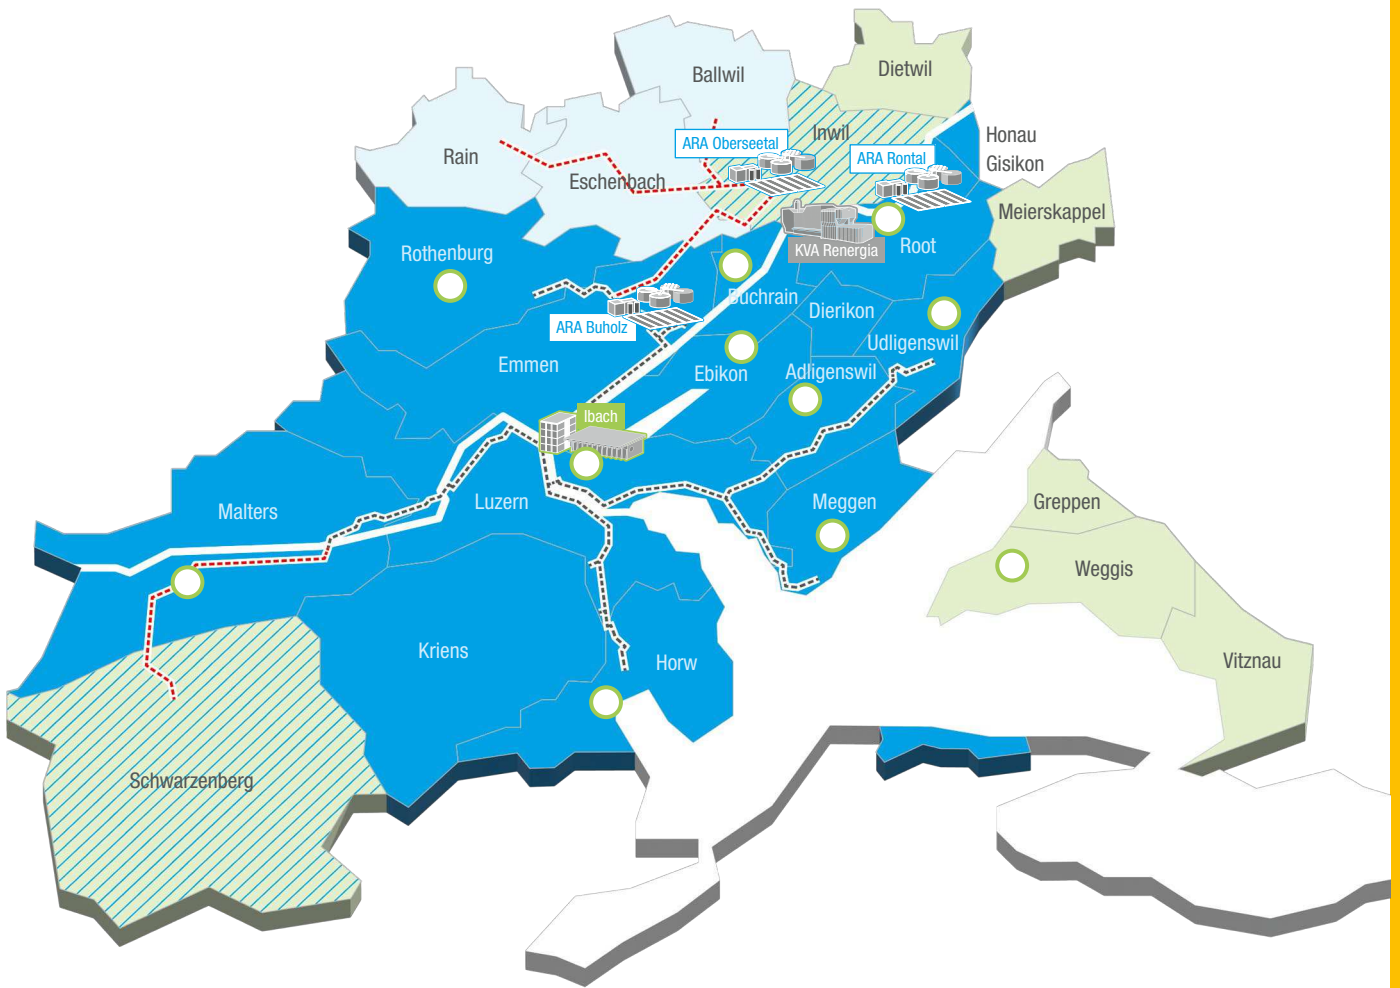 Dietwil
Ballwil
Inwil
Honau
Gisikon
ARA Oberseetal
ARA Rontal
Rain
Eschenbach
Meierskappel
Rothenburg
KVA Renergia
Root
Buchrain
Dierikon
ARA Buholz
Udligenswil
Emmen
Ebikon
Adligenswil
Ibach
Malters
Luzern
Meggen
Greppen
Weggis
Kriens
Horw
Vitznau
Schwarzenberg